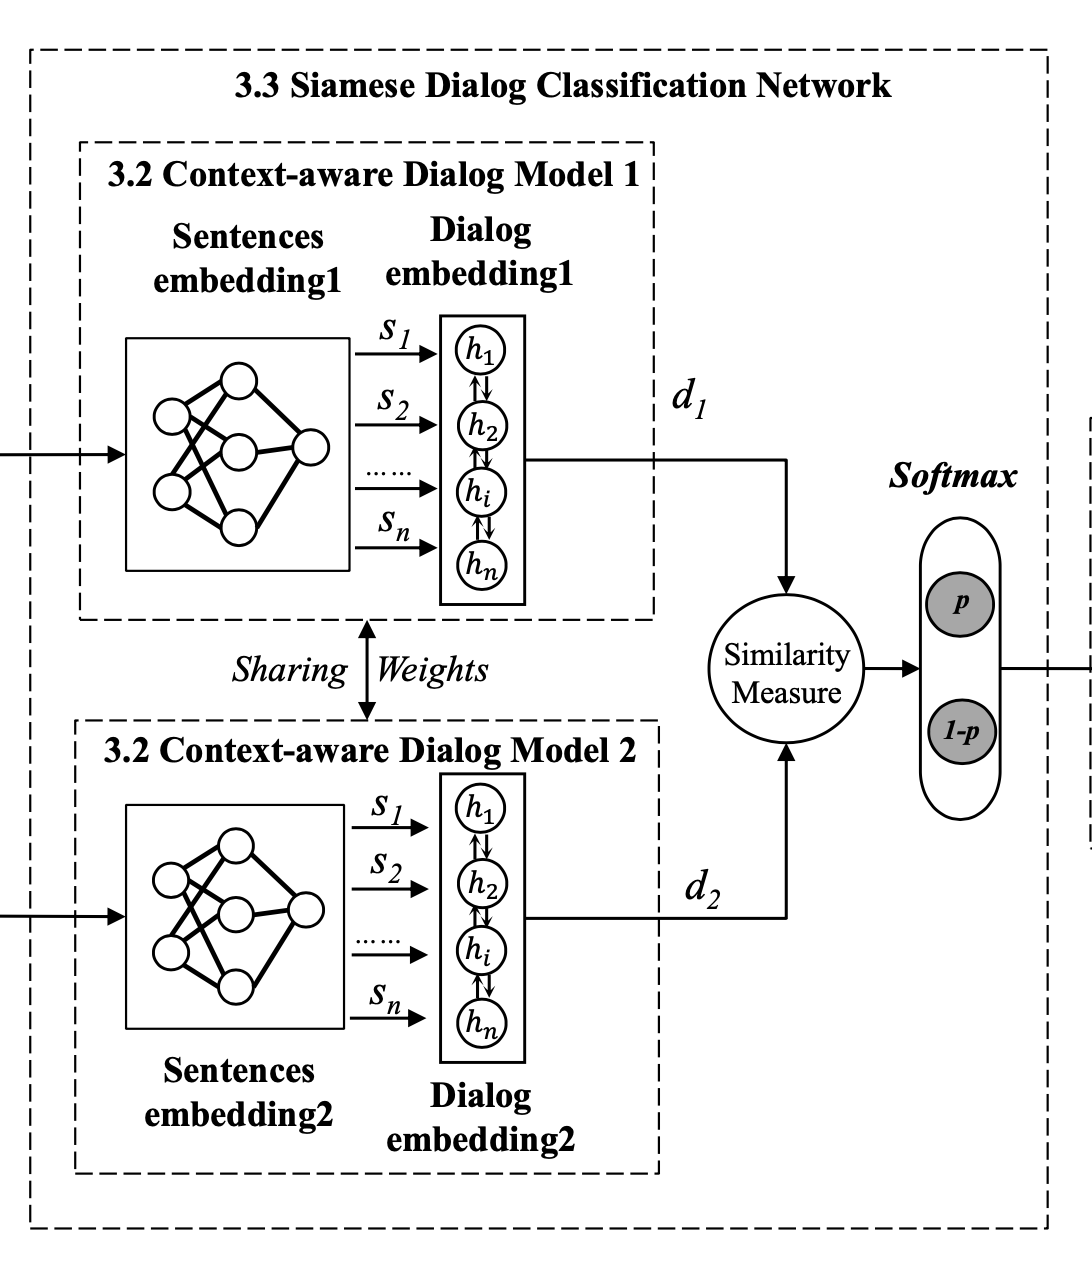 3.3 Siamese Dialog Classification Network
3.2 Context-aware Dialog Model 1
Sentences
embedding1
Dialog
embedding1
s1
s2
......
sn
h1
h2
hi
hn
d1
Sharing Weights
3.2 Context-aware Dialog Model 2
s1
s2
......
sn
h1
h2
hi
hn
Sentences
embedding2
Dialog
embedding2
d2
Similarity
Measure
Softmax
p
1-p